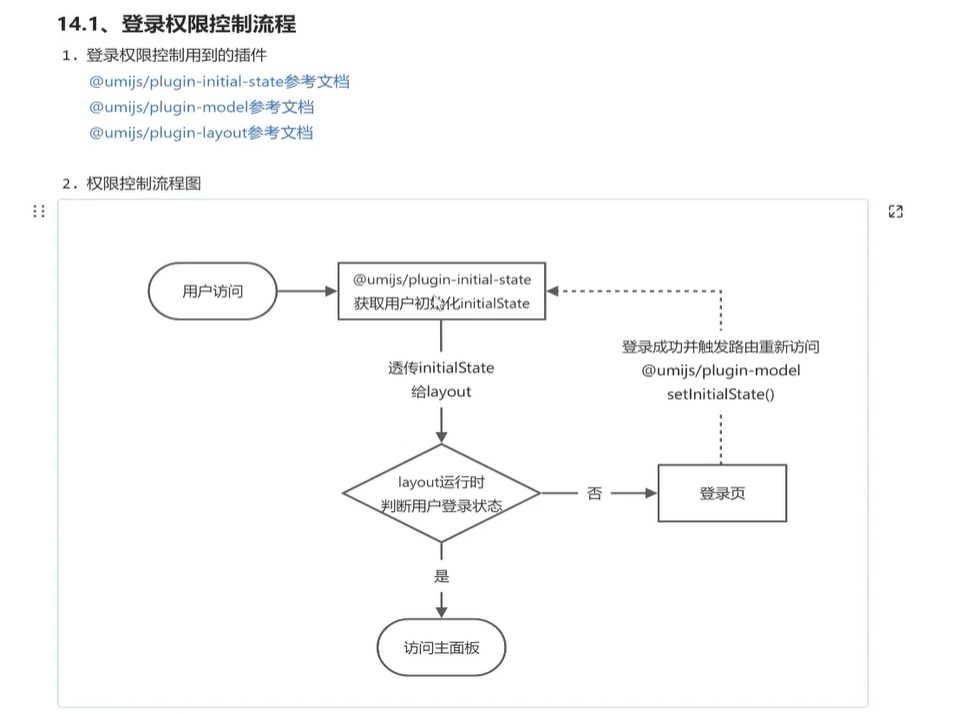 14.1、登录权限控制流程
1. 登录权限控制用到的插件
@umijs/plugin-initial-state参考文档
@umijs/plugin-model参考文档
@umijs/plugin-layout参考文档
2. 权限控制流程图
用户访问
@umijs/plugin-initial-state
获取用户初始化initialState
登录成功并触发路由重新访问
@umijs/plugin-model
setInitialState()
透传initialState
给layout
layout运行时
判断用户登录状态
否
登录页
是
访问主面板